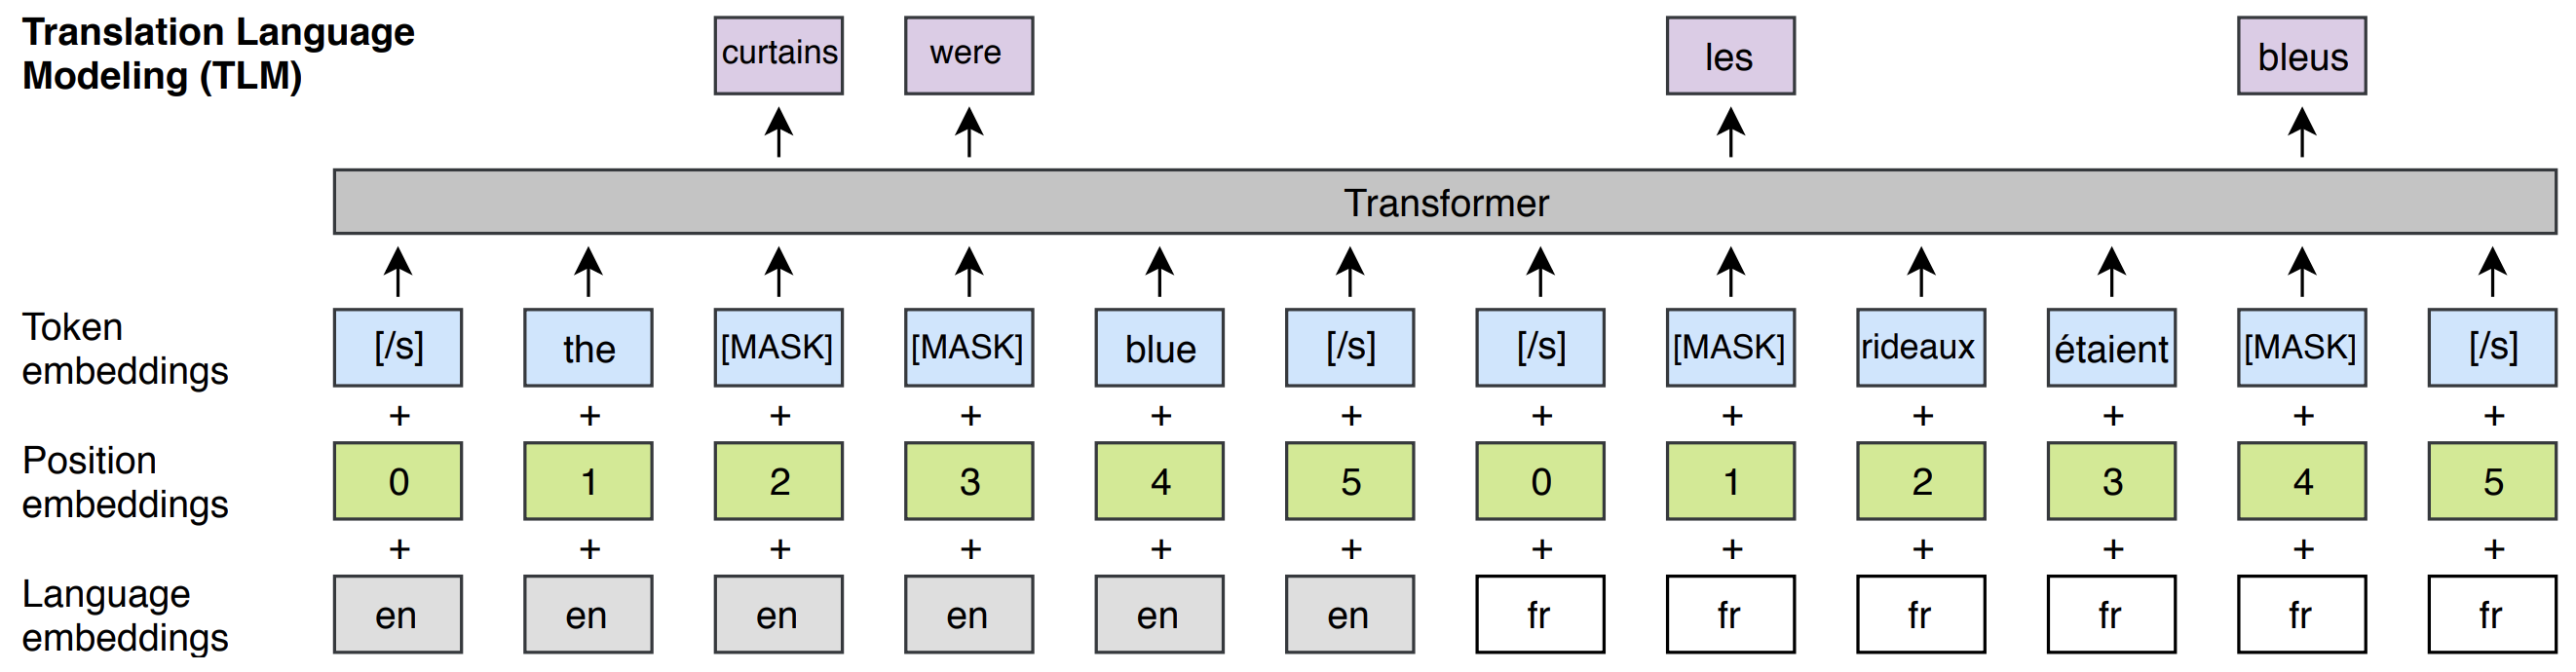 Translation Language
Modeling (TLM)
curtains were les bleus
Transformer
Token
embeddings
[/s] the [MASK] [MASK] blue [/s] [/s] [MASK] rideaux étaient [MASK] [/s]
+ + + + + + + + + + + +
Position
embeddings
0 1 2 3 4 5 0 1 2 3 4 5
+ + + + + + + + + + + +
Language
embeddings
en en en en en en fr fr fr fr fr fr